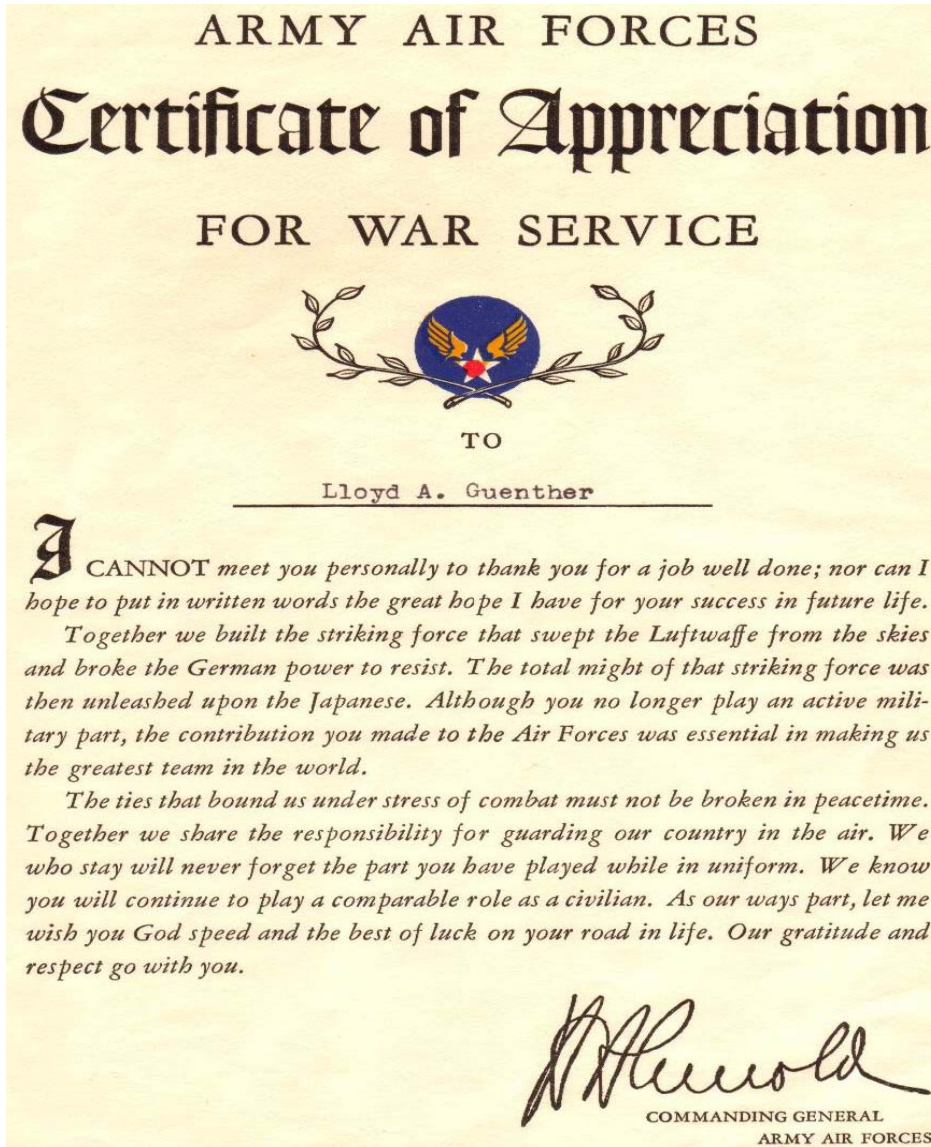 ARMY AIR FORCES
Certificate of Appreciation
FOR WAR SERVICE
TO
Lloyd A. Guenther
I CANNOT meet you personally to thank you for a job well done; nor can I
hope to put in written words the great hope I have for your success in future life.
Together we built the striking force that swept the Luftwaffe from the skies
and broke the German power to resist. The total might of that striking force was
then unleashed upon the Japanese. Although you no longer play an active mili-
tary part, the contribution you made to the Air Forces was essential in making us
the greatest team in the world.
The ties that bound us under stress of combat must not be broken in peacetime.
Together we share the responsibility for guarding our country in the air. We
who stay will never forget the part you have played while in uniform. We know
you will continue to play a comparable role as a civilian. As our ways part, let me
wish you God speed and the best of luck on your road in life. Our gratitude and
respect go with you.
H H Arnold
COMMANDING GENERAL
ARMY AIR FORCES